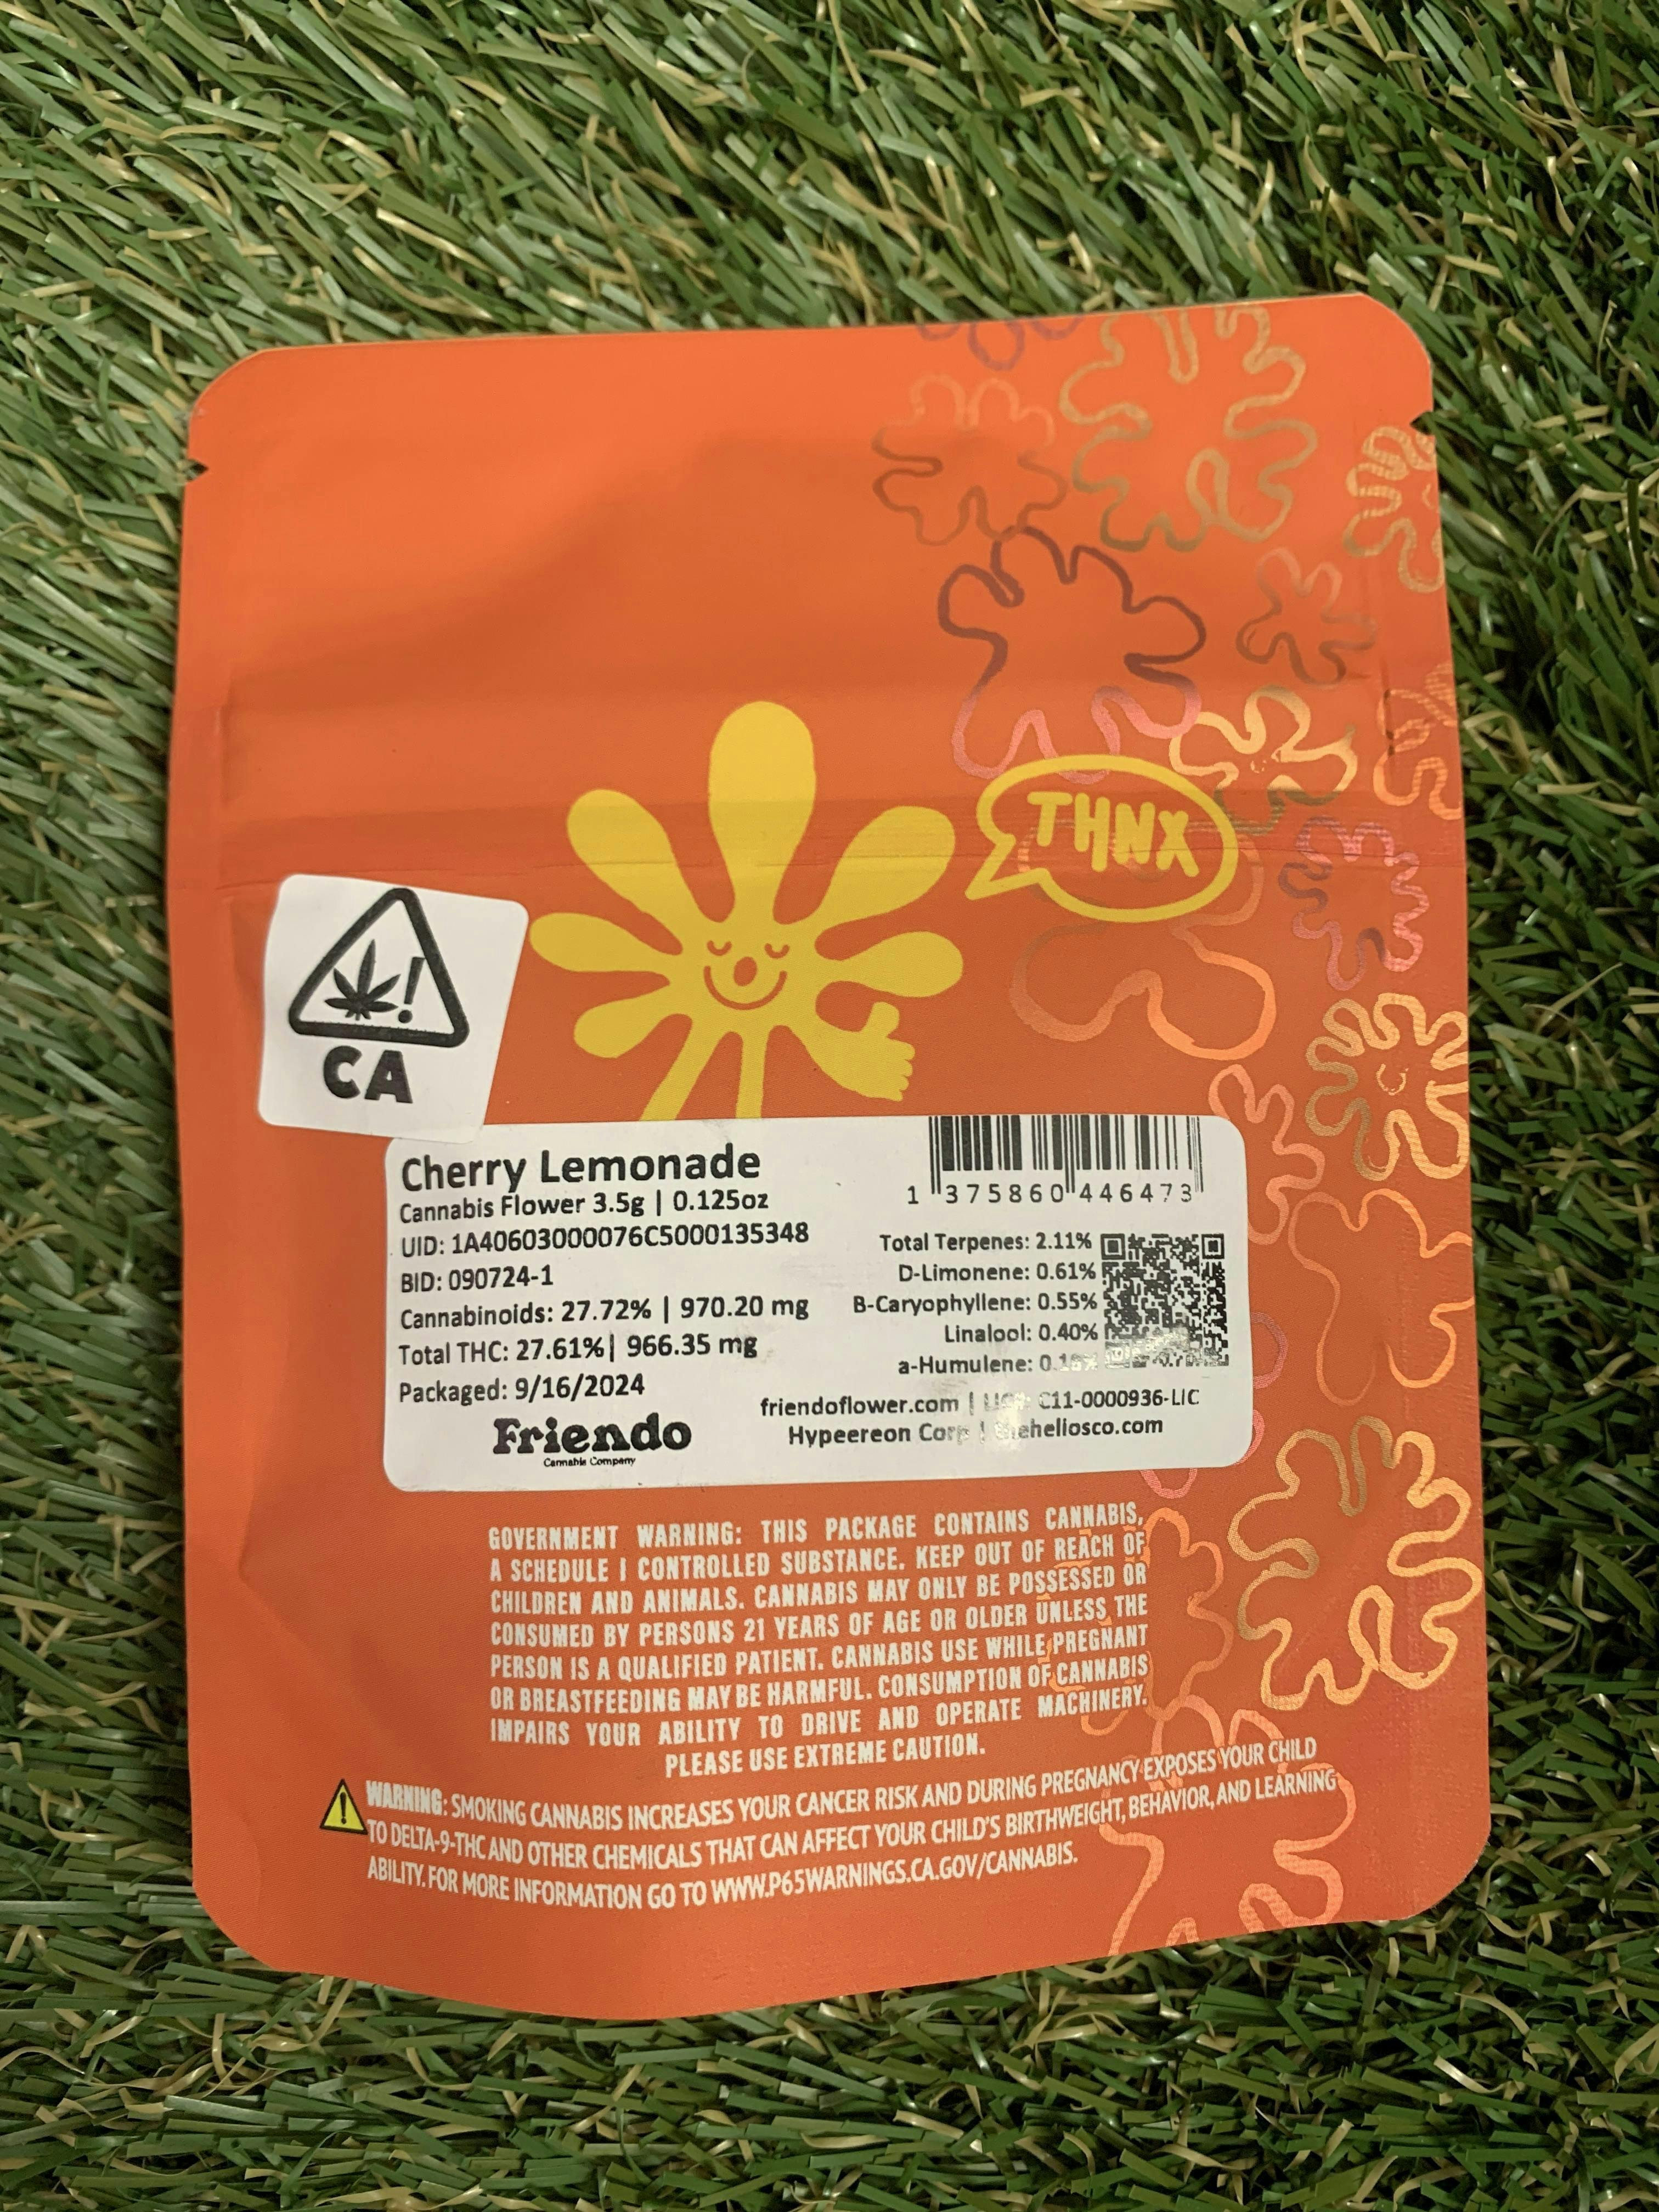 THNX
CA
Cherry Lemonade
Cannabis Flower 3.5g | 0.125oz
UID: 1A40603000076C5000135348
BID: 090724-1
Cannabinoids: 27.72% | 970.20 mg
Total THC: 27.61%| 966.35 mg
Packaged: 9/16/2024
Friendo
Cannabis Company
1 375860 446473
Total Terpenes: 2.11%
D-Limonene: 0.61%
B-Caryophyllene: 0.55%
Linalool: 0.40%
a-Humulene:
friendoflower.com | C11-0000936-LIC
Hypeereon Corp |
GOVERNMENT WARNING: THIS PACKAGE CONTAINS CANNABIS,
A SCHEDULE I CONTROLLED SUBSTANCE. KEEP OUT OF REACH OF
CHILDREN AND ANIMALS. CANNABIS MAY ONLY BE POSSESSED OR
CONSUMED BY PERSONS 21 YEARS OF AGE OR OLDER UNLESS THE
PERSON IS A QUALIFIED PATIENT. CANNABIS USE WHILE PREGNANT
OR BREASTFEEDING MAY BE HARMFUL. CONSUMPTION OF CANNABIS
IMPAIRS YOUR ABILITY TO DRIVE AND OPERATE MACHINERY.
PLEASE USE EXTREME CAUTION.
WARNING: SMOKING CANNABIS INCREASES YOUR CANCER RISK AND DURING PREGNANCY EXPOSES YOUR CHILD
TO DELTA-9-THC AND OTHER CHEMICALS THAT CAN AFFECT YOUR CHILD'S BIRTHWEIGHT, BEHAVIOR, AND LEARNING
ABILITY. FOR MORE INFORMATION GO TO WWW.P65WARNINGS.CA.GOV/CANNABIS.